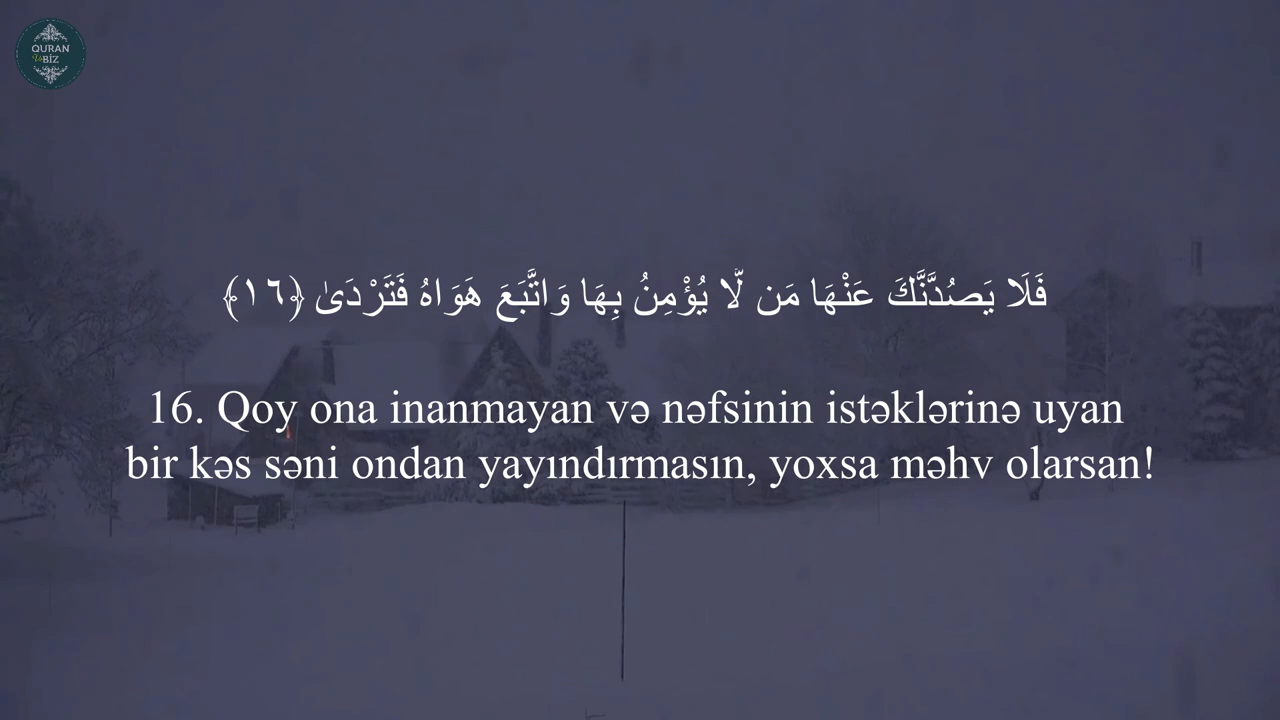 QURAN
Və BİZ
فَلَا يَصُدَّنَّكَ عَنْهَا مَن لَّا يُؤْمِنُ بِهَا وَاتَّبَعَ هَوَاهُ فَتَرْدَىٰ ﴿١٦﴾
16. Qoy ona inanmayan və nəfsinin istəklərinə uyan
bir kəs səni ondan yayındırmasın, yoxsa məhv olarsan!